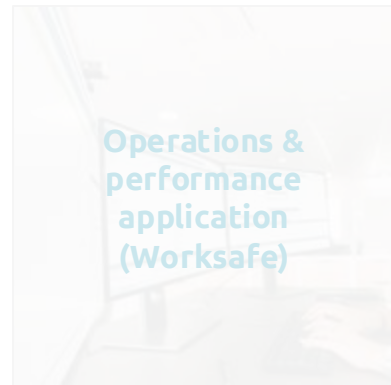 Operations &
performance
application
(Worksafe)